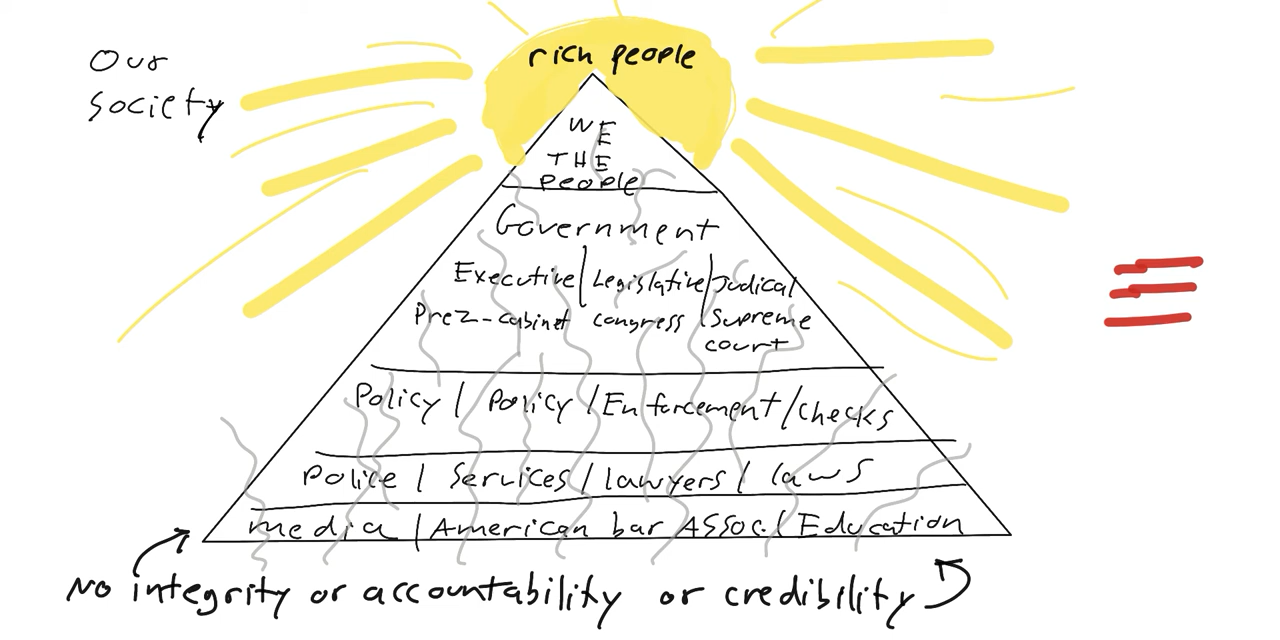 Our
society
rich people
WE
THE
people
Government
Executive | Legislative | Judical
Prez-cabinet congress | Supreme
court
Policy | Policy / Enforcement / checks
Police | Services / lawyers | laws
media | American bar Assoc. | Education
No integrity or accountability or credibility